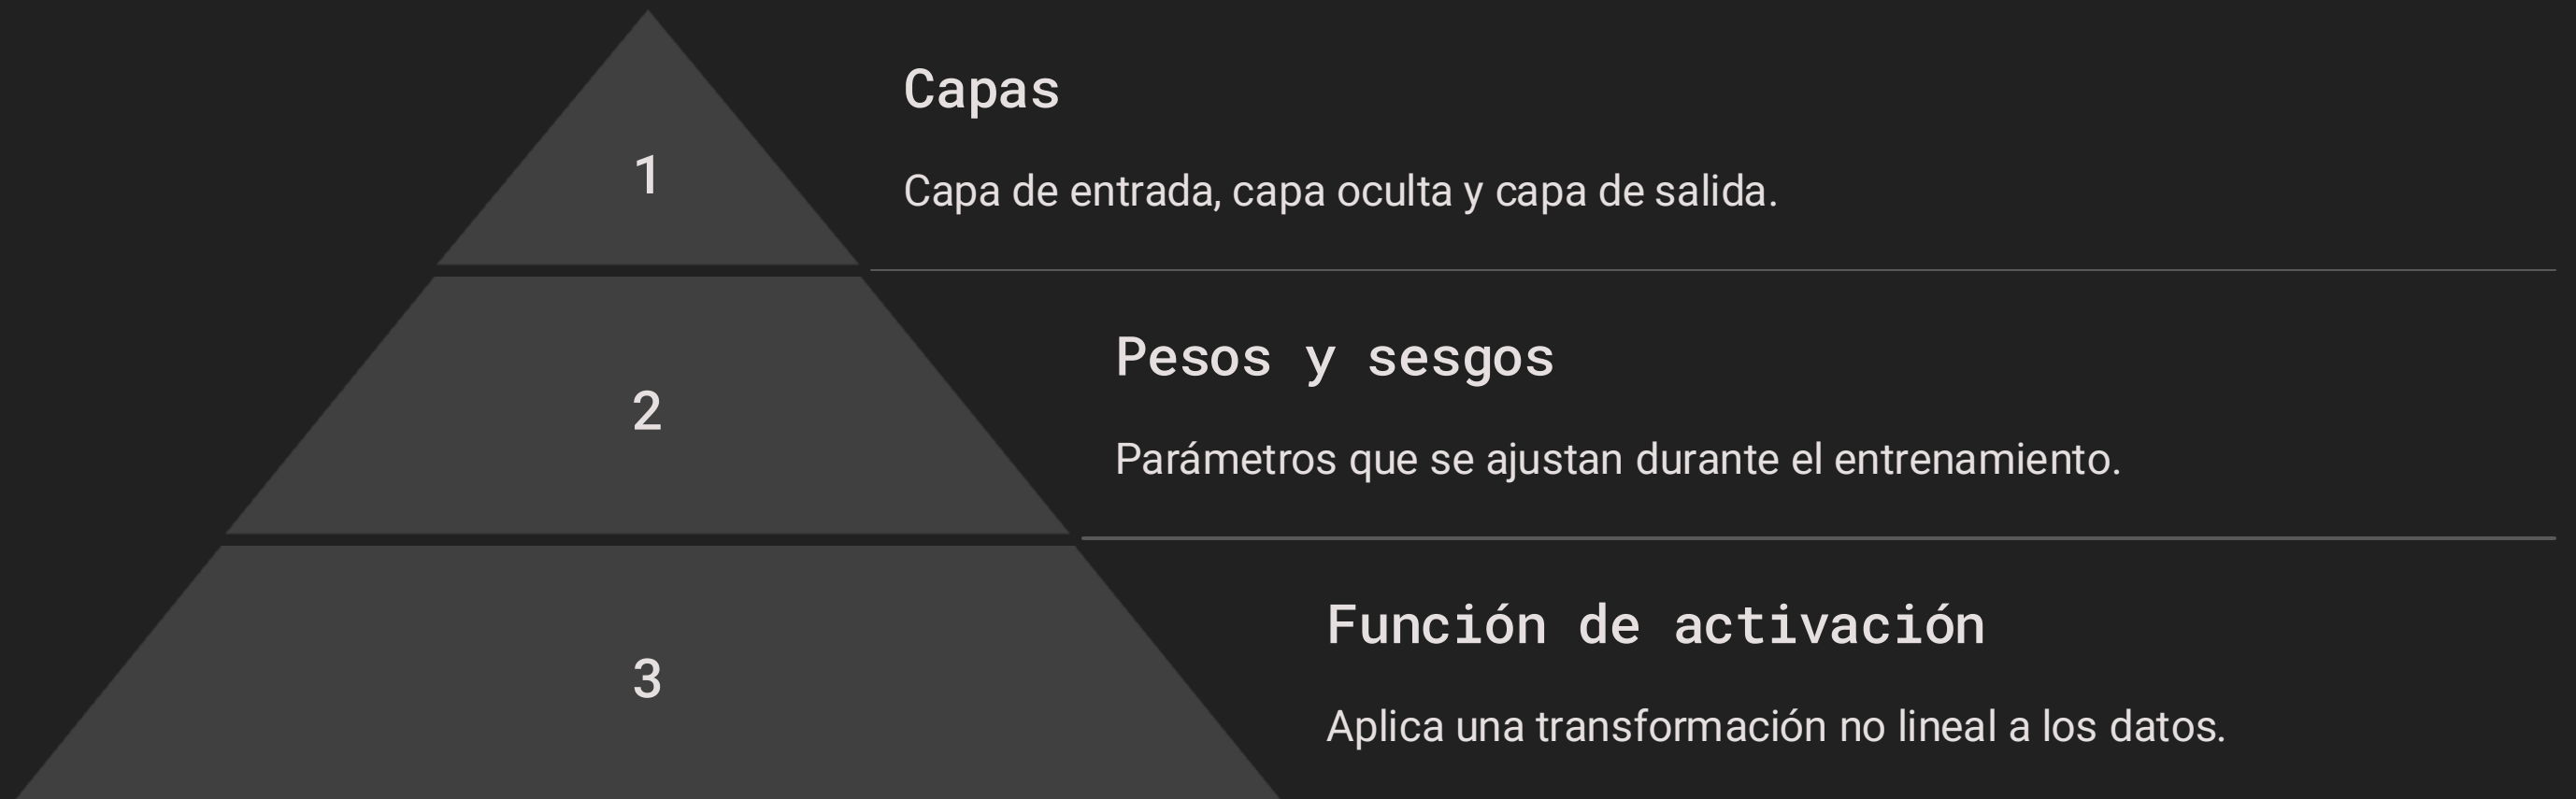 1
Capas
Capa de entrada, capa oculta y capa de salida.
2
Pesos y sesgos
Parámetros que se ajustan durante el entrenamiento.
3
Función de activación
Aplica una transformación no lineal a los datos.